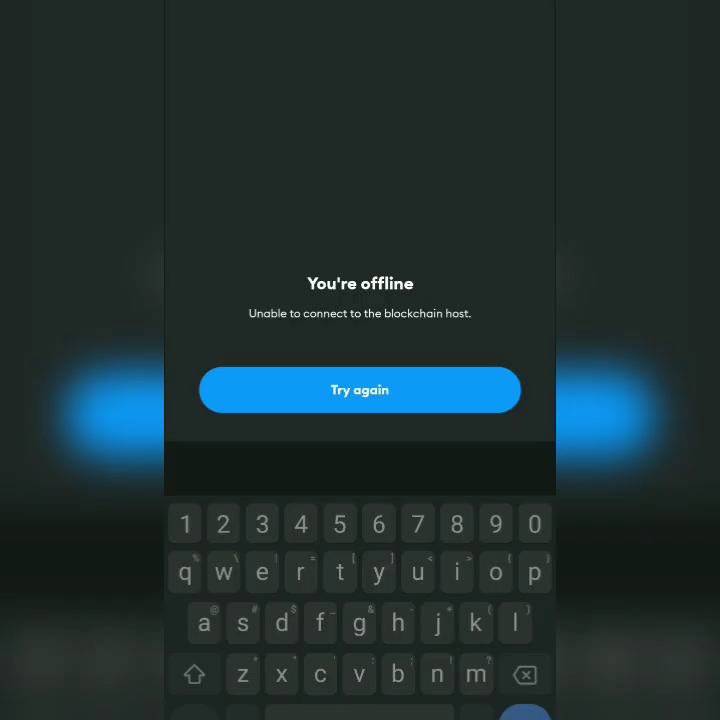 You're offline
Unable to connect to the blockchain host.
Try again
1 2 3 4 5 6 7 8 9 0
q w e r t y u i o p
a s d f g h j k l
z x c v b n m